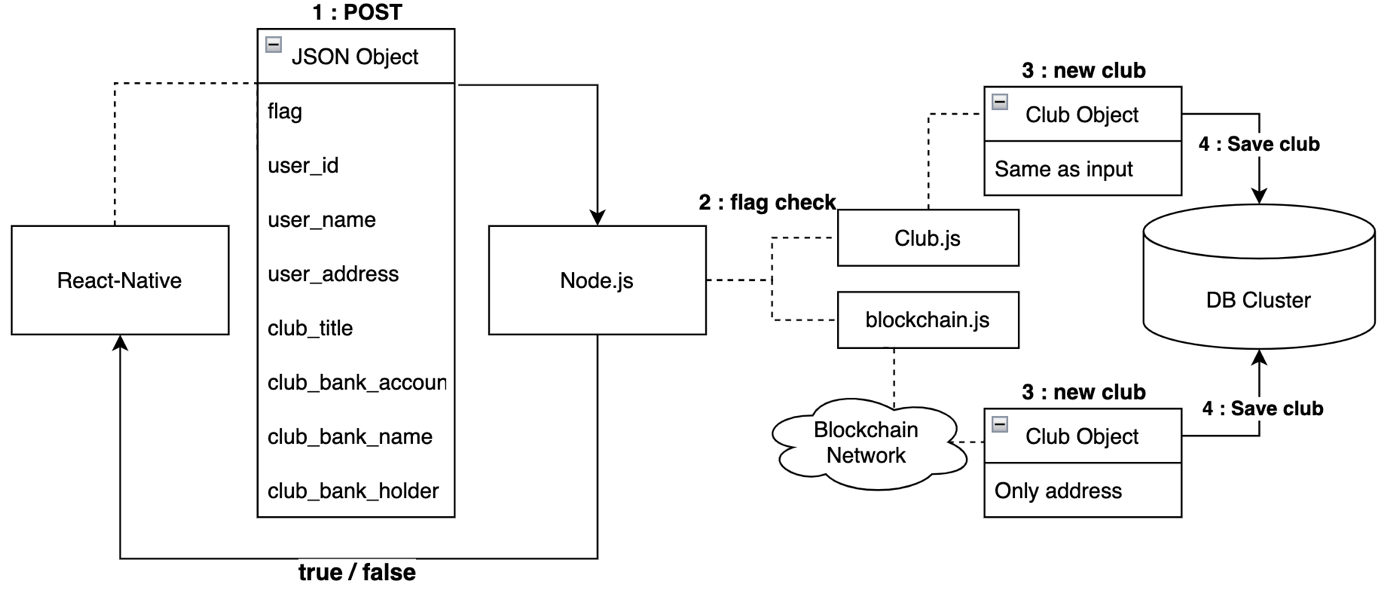 1 : POST
JSON Object
flag
user_id
user_name
user_address
club_title
club_bank_accoun
club_bank_name
club_bank_holder
React-Native
Node.js
true / false
2 : flag check
Club.js
blockchain.js
Blockchain
Network
3 : new club
Club Object
Same as input
4 : Save club
DB Cluster
3 : new club
Club Object
Only address
4 : Save club